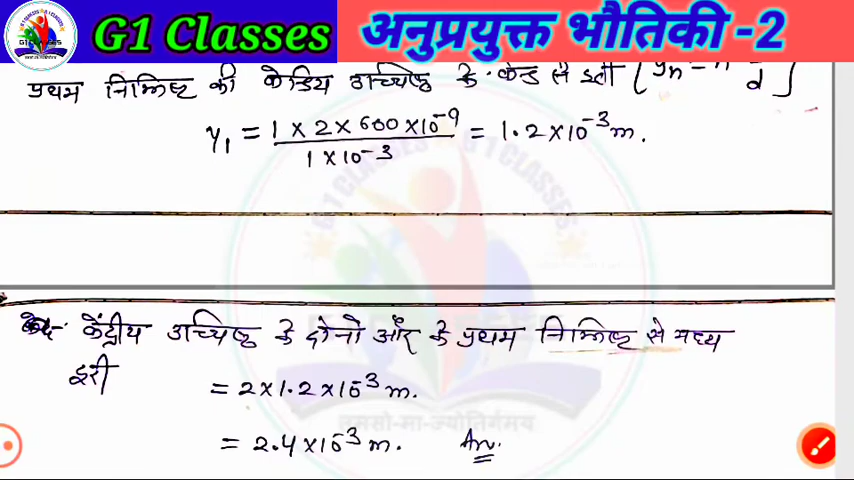 G1 Classes अनुप्रयुक्त भौतिकी -2
प्रथम निम्निष्ट की केन्द्रिय उच्चिष्ठ के केन्द्र से दूरी
y₁ = 1 × 2 × 600 × 10⁻⁹ / 1 × 10⁻³ = 1.2 × 10⁻³ m.
केंद्रीय उच्चिष्ठ के दोनो ओर के प्रथम निम्निष्ठ से मध्य
दूरी
= 2 × 1.2 × 10⁻³ m.
= 2.4 × 10⁻³ m. Ans.
तमसो-मा-ज्योतिर्गमय